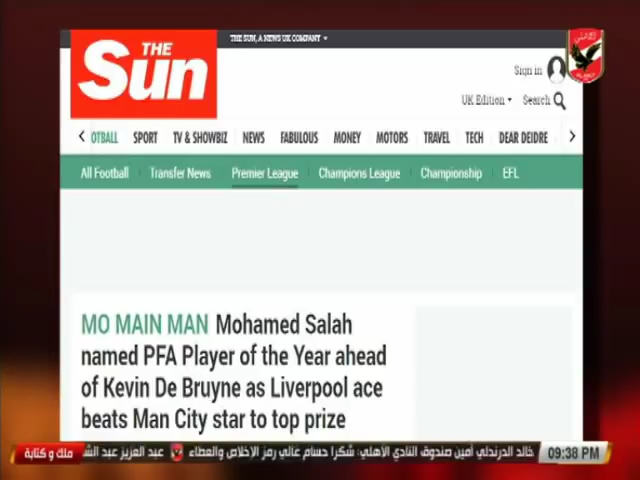 THE
Sun
THE SUN, A NEWS UK COMPANY
Sign in
UK Edition Search
OTBALL SPORT TV & SHOWBIZ NEWS FABULOUS MONEY MOTORS TRAVEL TECH DEAR DEIDRE
All Football Transfer News Premier League Champions League Championship EFL
MO MAIN MAN Mohamed Salah
named PFA Player of the Year ahead
of Kevin De Bruyne as Liverpool ace
beats Man City star to top prize
خالد الدرندلي أمين صندوق النادي الأهلي: شكرا حسام غالي رمز الإخلاص والعطاء عبد العزيز عبد الش
ملك و كتابة
09:38 PM